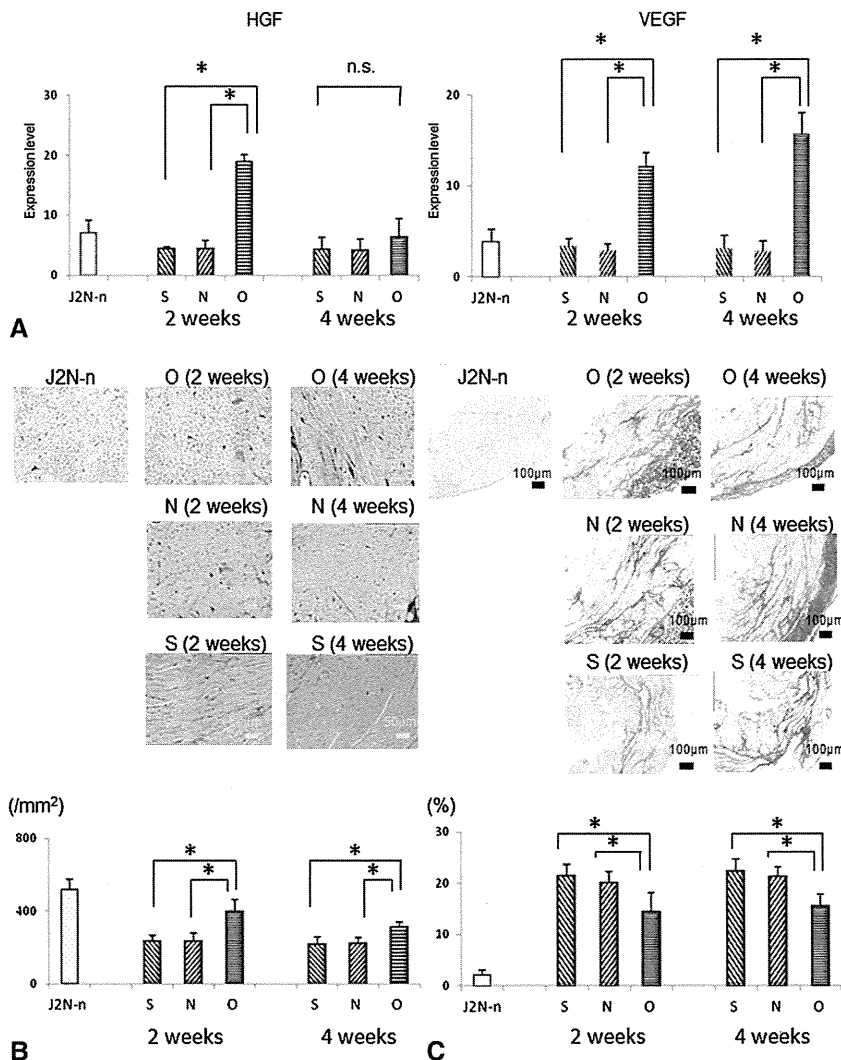 HGF
VEGF
*
*
n.s.
*
*
*
*
Expression level
30
20
10
0
J2N-n
S N O
2 weeks
S N O
4 weeks
Expression level
20
10
0
J2N-n
S N O
2 weeks
S N O
4 weeks
A
J2N-n
O (2 weeks)
O (4 weeks)
N (2 weeks)
N (4 weeks)
S (2 weeks)
S (4 weeks)
50μm
J2N-n
O (2 weeks)
O (4 weeks)
100μm
100μm
100μm
N (2 weeks)
N (4 weeks)
100μm
100μm
S (2 weeks)
S (4 weeks)
100μm
100μm
(/mm²)
800
400
0
*
*
*
*
J2N-n
S N O
2 weeks
S N O
4 weeks
B
(%)
30
20
10
0
*
*
*
*
J2N-n
S N O
2 weeks
S N O
4 weeks
C